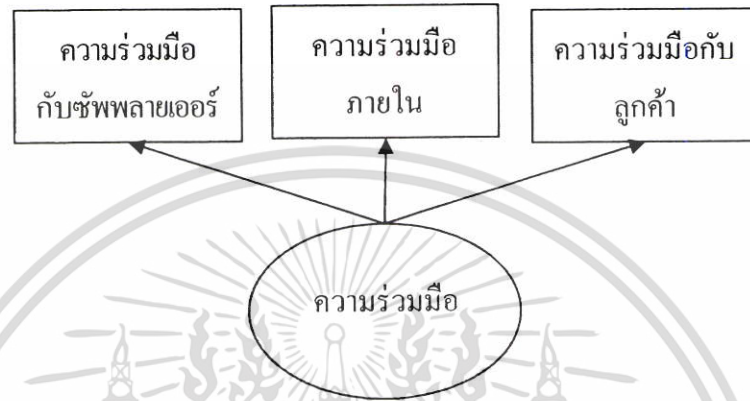 ความร่วมมือ
กับซัพพลายเออร์
ความร่วมมือ
ภายใน
ความร่วมมือกับ
ลูกค้า
ความร่วมมือ